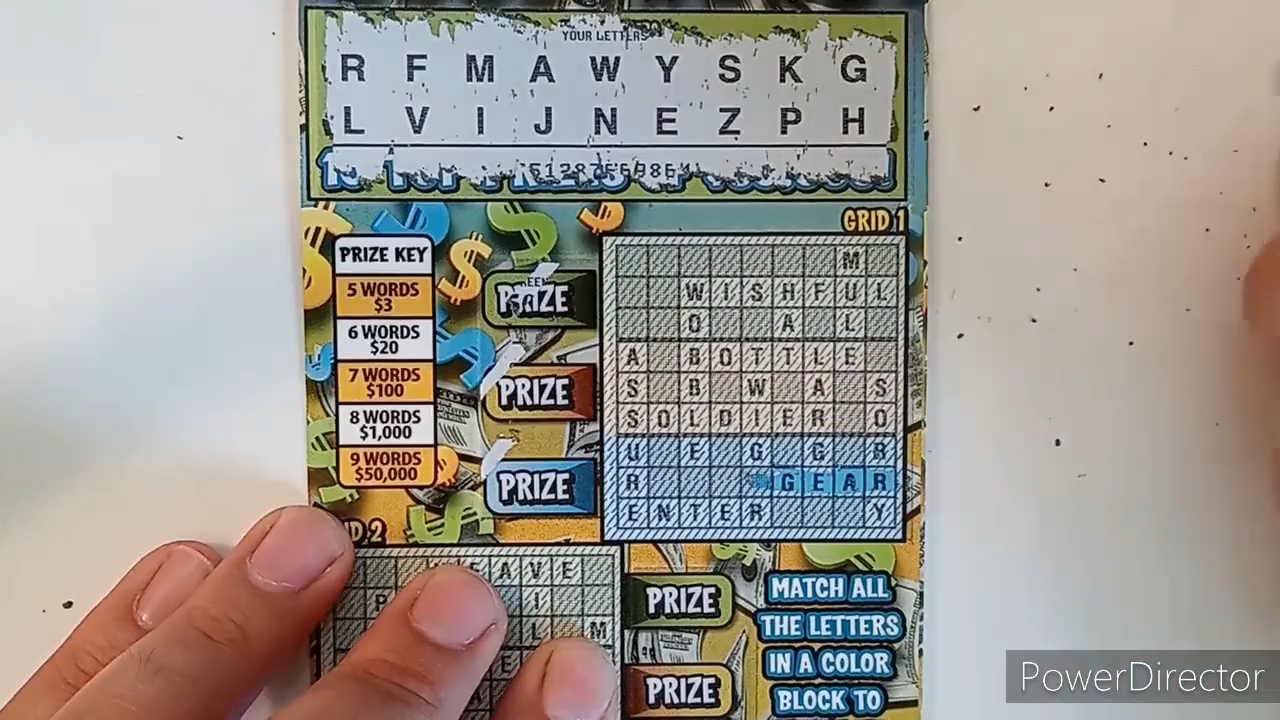 YOUR LETTERS
R F M A W Y S K G
L V I J N E Z P H
GRID 1
PRIZE KEY
5 WORDS
$3
6 WORDS
$20
7 WORDS
$100
8 WORDS
$1,000
9 WORDS
$50,000
PRIZE
PRIZE
PRIZE
M
W I S H F U L
O A L
A B O T T L E
S B W A S
S O L D I E R O
U E G G R
R G E A R
E N T E R Y
E A V E
P I
L M
E
PRIZE
PRIZE
MATCH ALL
THE LETTERS
IN A COLOR
BLOCK TO
PowerDirector